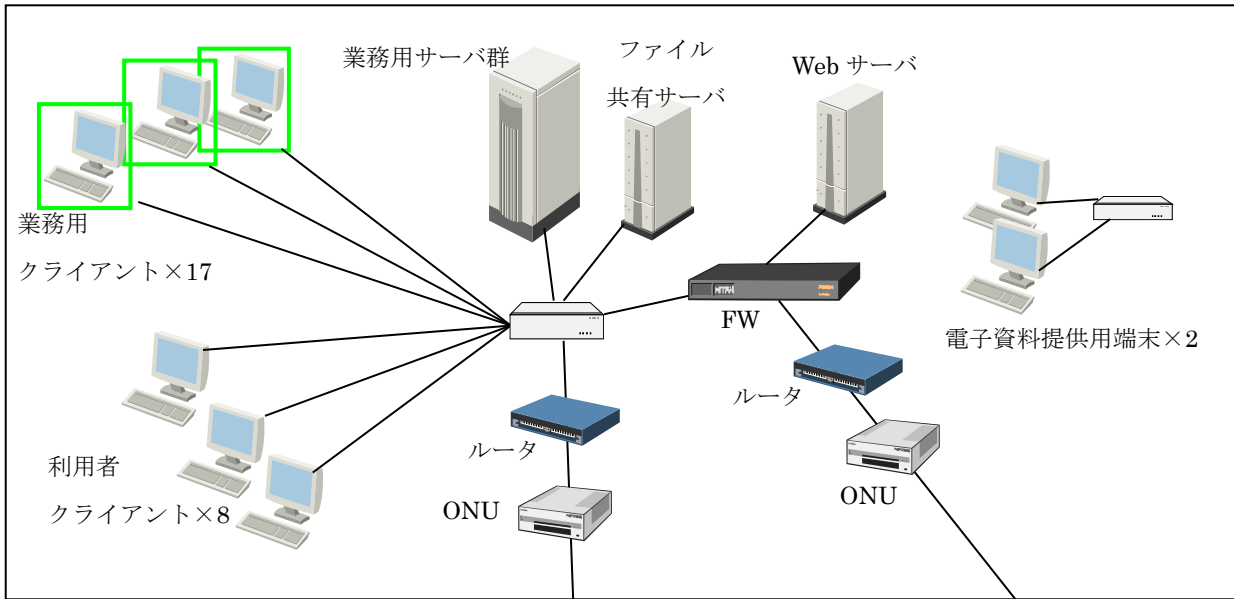 業務用サーバ群
ファイル
共有サーバ
Web サーバ
業務用
クライアント×17
FW
電子資料提供用端末×2
ルータ
ルータ
利用者
クライアント×8
ONU
ONU